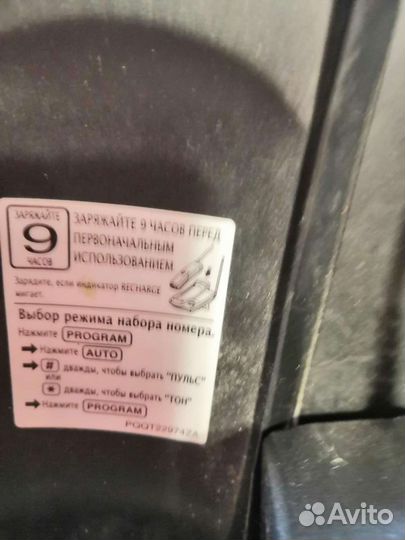 ЗАРЯЖАЙТЕ
9
ЧАСОВ
ЗАРЯЖАЙТЕ 9 ЧАСОВ ПЕРЕД
ПЕРВОНАЧАЛЬНЫМ
ИСПОЛЬЗОВАНИЕМ
Зарядите, если индикатор RECHARGE
мигает.
Выбор режима набора номера.
Нажмите PROGRAM
➔ Нажмите AUTO
➔ # дважды, чтобы выбрать "ПУЛЬС"
или
* дважды, чтобы выбрать "ТОН"
➔ Нажмите PROGRAM
PQQT22974ZA
Avito